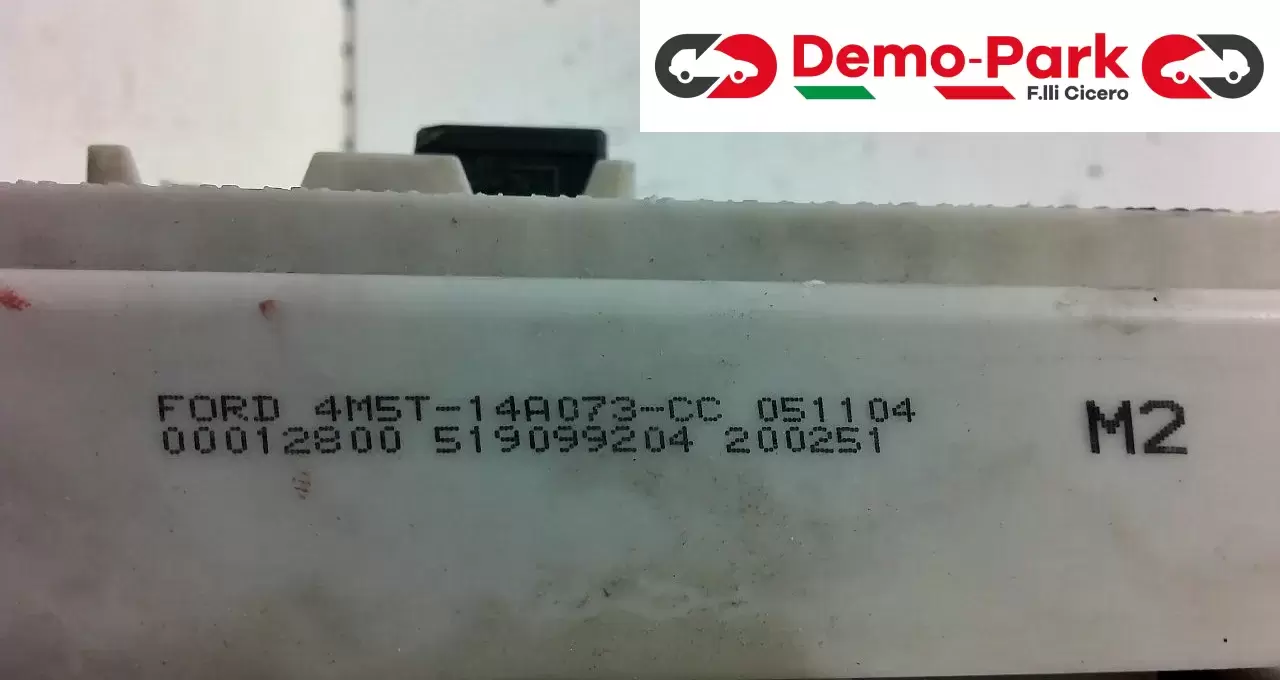 Demo-Park
F.lli Cicero
FORD 4M5T-14A073-CC 051104
00012800 519099204 200251
M2